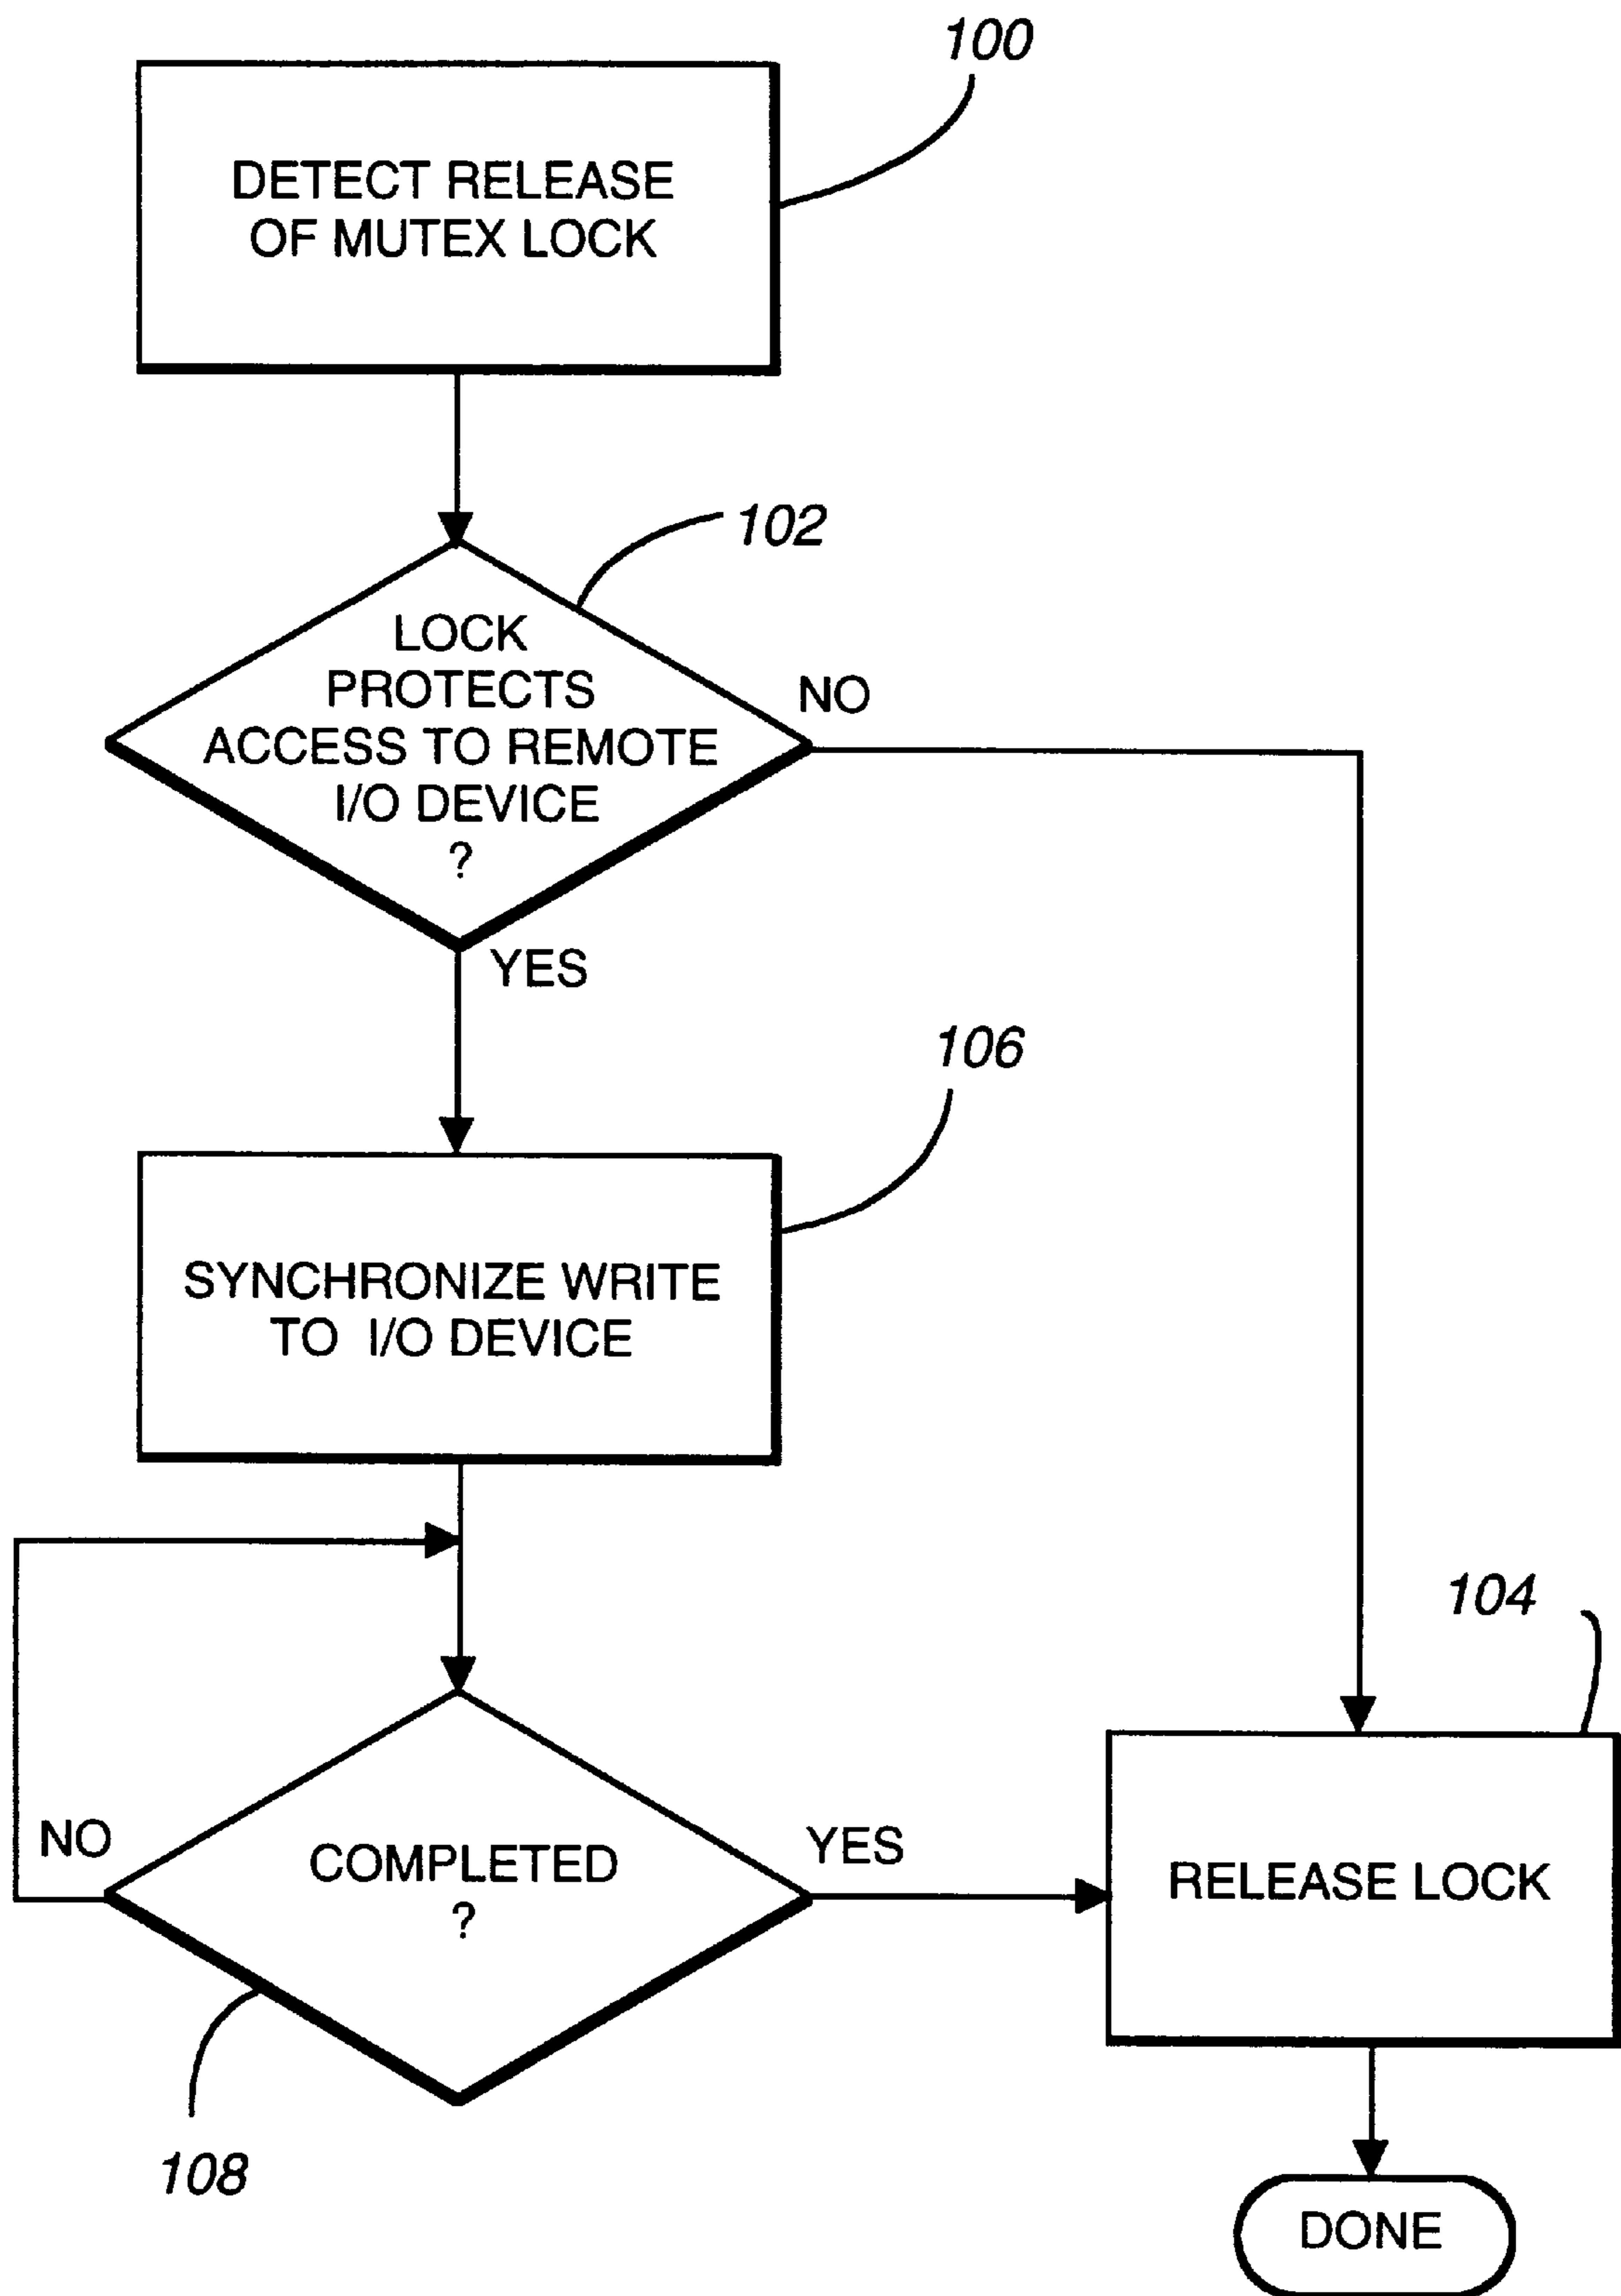 100
DETECT RELEASE
OF MUTEX LOCK
102
LOCK
PROTECTS
ACCESS TO REMOTE
I/O DEVICE
?
NO
YES
106
SYNCHRONIZE WRITE
TO I/O DEVICE
104
NO
COMPLETED
?
YES
RELEASE LOCK
108
DONE